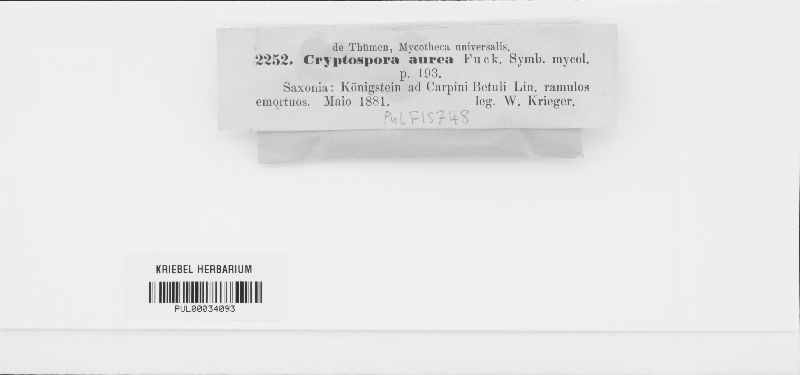 de Thümen, Mycotheca universalis.
2252. Cryptospora aurea Fuck. Symb. mycol.
p. 193.
Saxonia: Königstein ad Carpini Betuli Lin. ramulos
emortuos. Maio 1881. leg. W. Krieger.
PUL F15748
KRIEBEL HERBARIUM
PUL00034093